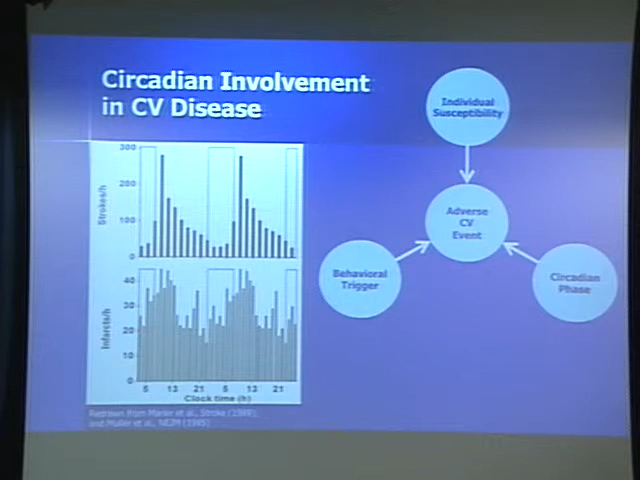 Circadian Involvement
in CV Disease
Individual
Susceptibility
Adverse
CV
Event
Behavioral
Trigger
Circadian
Phase
Strokes/h
300
200
100
0
Infarcts/h
40
30
20
10
0
5 13 21 5 13 21
Clock time (h)
Redrawn from Marler et al., Stroke (1989),
and Muller et al., NEJM (1985)